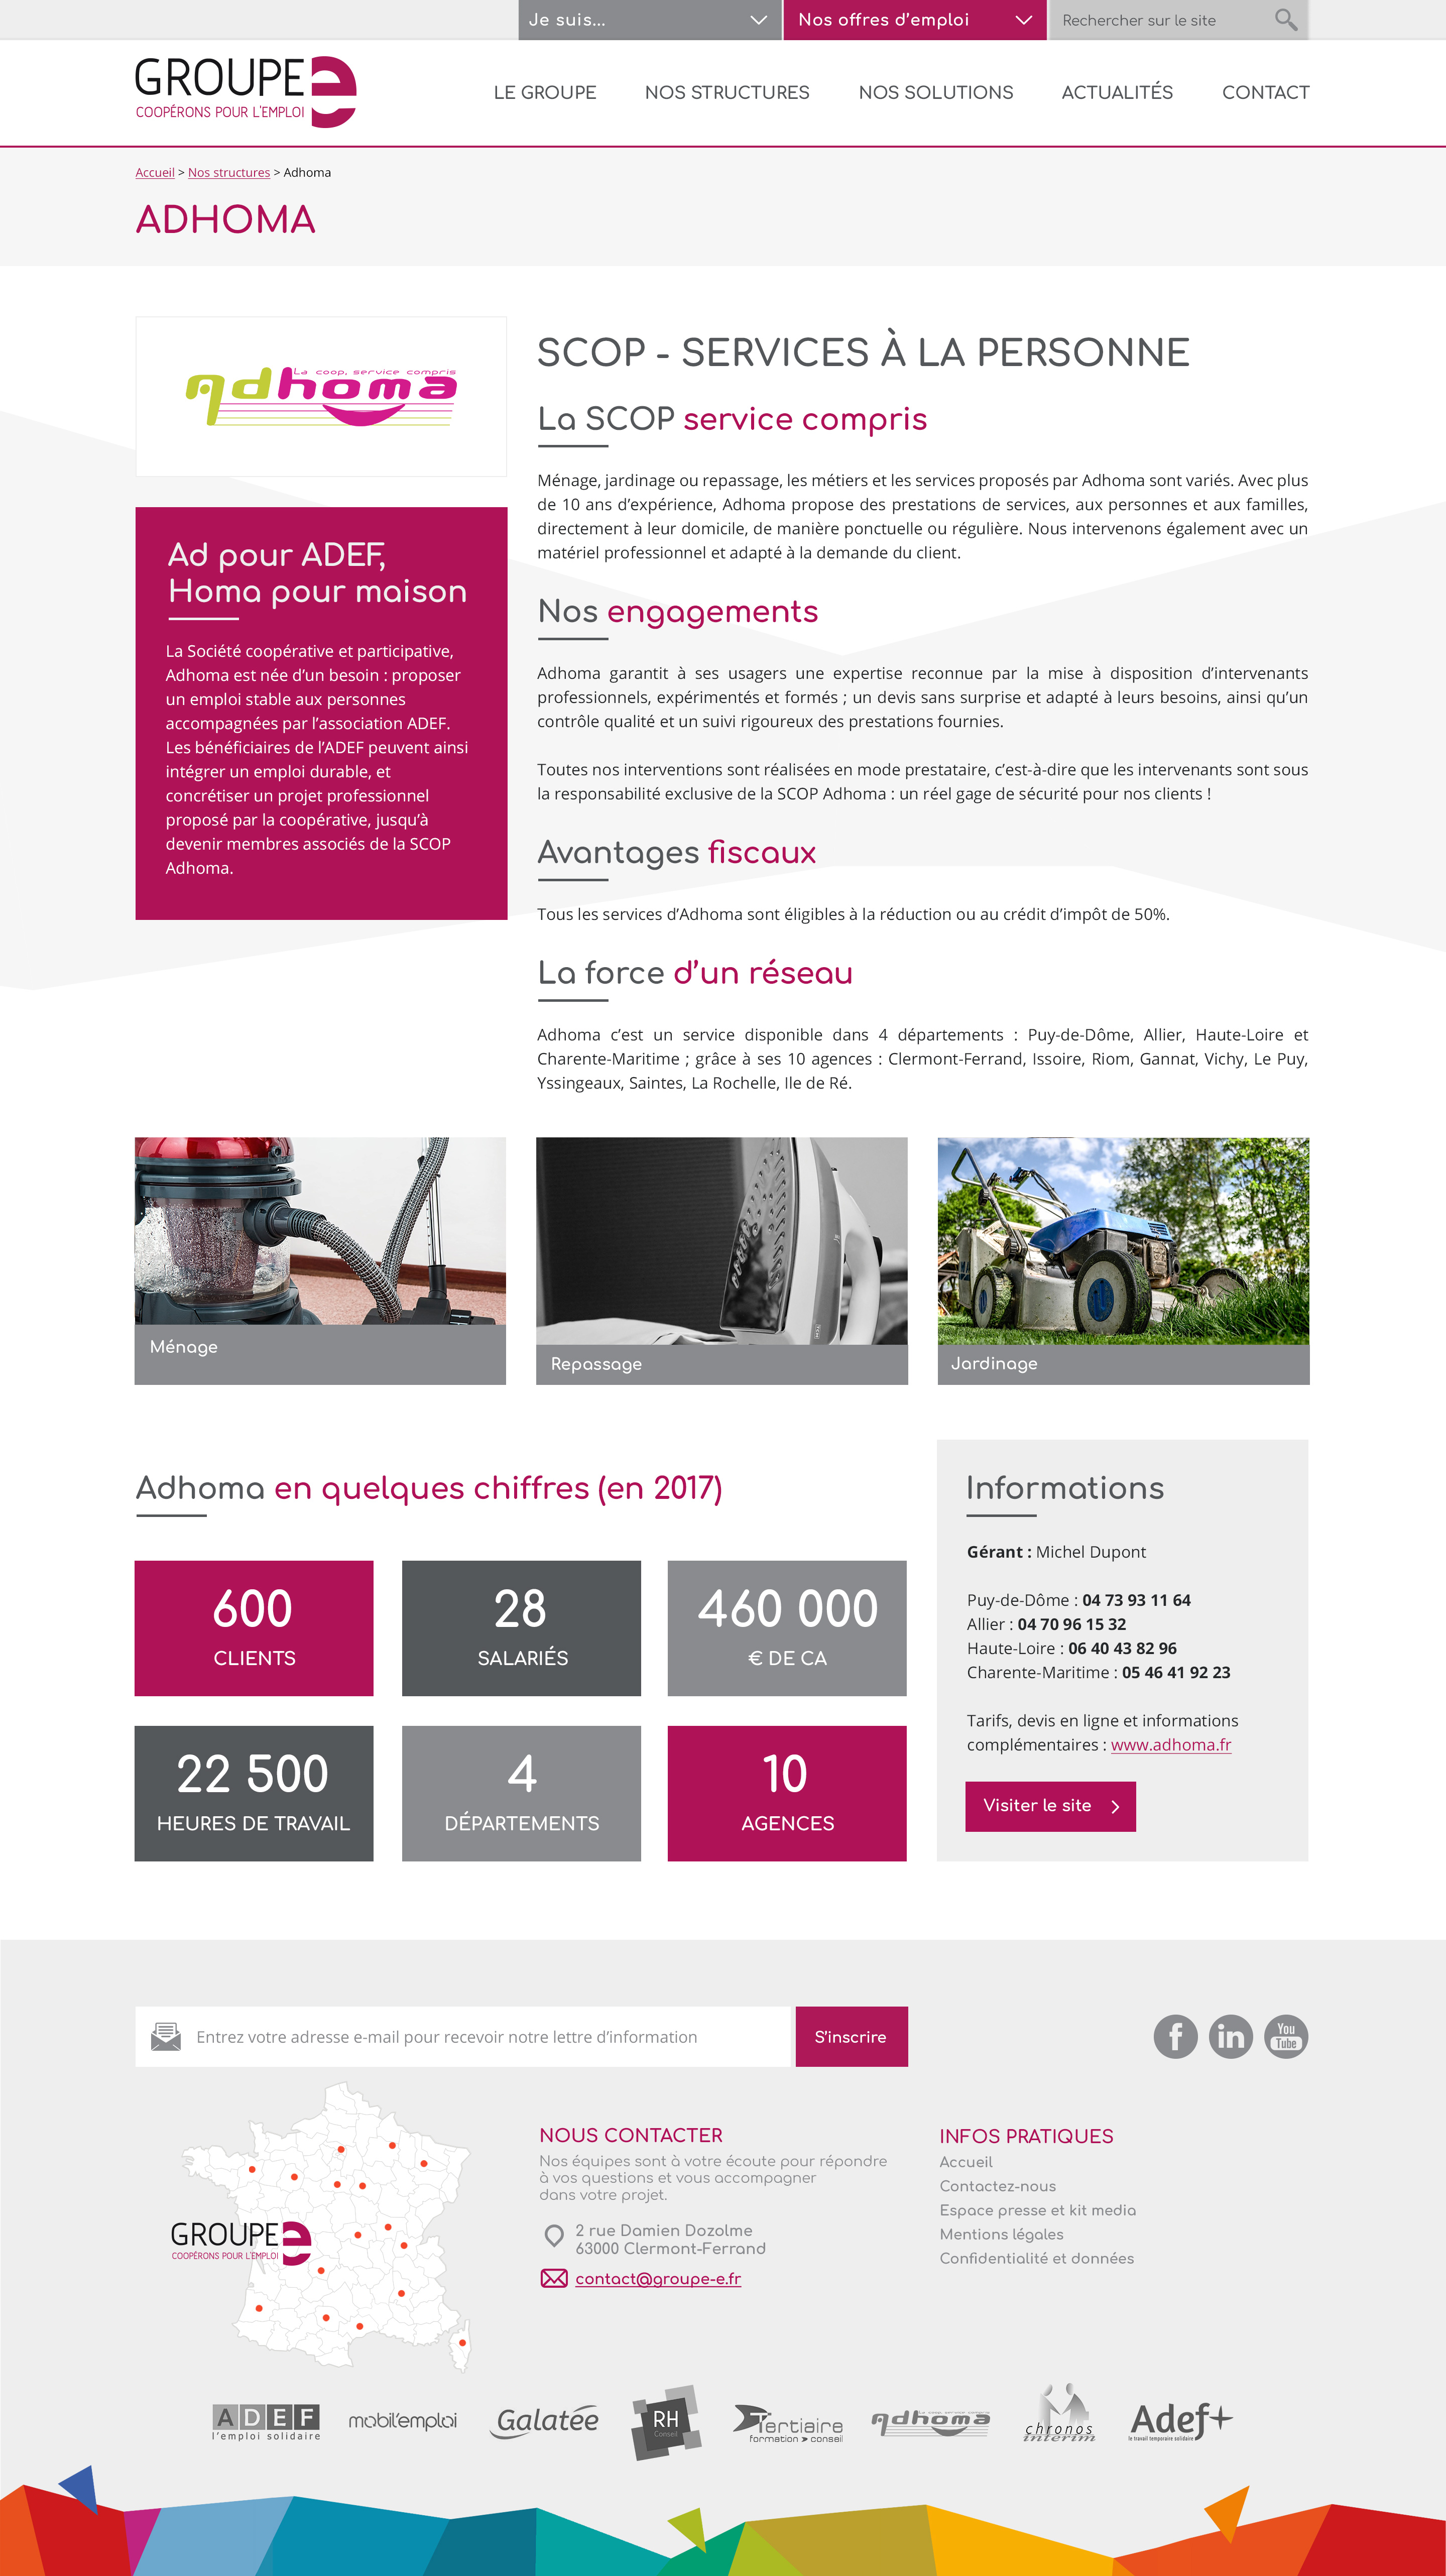 Je suis...
Nos offres d’emploi
Rechercher sur le site
GROUPE e
COOPÉRONS POUR L'EMPLOI
LE GROUPE
NOS STRUCTURES
NOS SOLUTIONS
ACTUALITÉS
CONTACT
Accueil > Nos structures > Adhoma
ADHOMA
La coop, service compris
adhoma
Ad pour ADEF,
Homa pour maison
La Société coopérative et participative,
Adhoma est née d’un besoin : proposer
un emploi stable aux personnes
accompagnées par l’association ADEF.
Les bénéficiaires de l’ADEF peuvent ainsi
intégrer un emploi durable, et
concrétiser un projet professionnel
proposé par la coopérative, jusqu’à
devenir membres associés de la SCOP
Adhoma.
SCOP - SERVICES À LA PERSONNE
La SCOP service compris
Ménage, jardinage ou repassage, les métiers et les services proposés par Adhoma sont variés. Avec plus
de 10 ans d’expérience, Adhoma propose des prestations de services, aux personnes et aux familles,
directement à leur domicile, de manière ponctuelle ou régulière. Nous intervenons également avec un
matériel professionnel et adapté à la demande du client.
Nos engagements
Adhoma garantit à ses usagers une expertise reconnue par la mise à disposition d’intervenants
professionnels, expérimentés et formés ; un devis sans surprise et adapté à leurs besoins, ainsi qu’un
contrôle qualité et un suivi rigoureux des prestations fournies.
Toutes nos interventions sont réalisées en mode prestataire, c’est-à-dire que les intervenants sont sous
la responsabilité exclusive de la SCOP Adhoma : un réel gage de sécurité pour nos clients !
Avantages fiscaux
Tous les services d’Adhoma sont éligibles à la réduction ou au crédit d’impôt de 50%.
La force d’un réseau
Adhoma c’est un service disponible dans 4 départements : Puy-de-Dôme, Allier, Haute-Loire et
Charente-Maritime ; grâce à ses 10 agences : Clermont-Ferrand, Issoire, Riom, Gannat, Vichy, Le Puy,
Yssingeaux, Saintes, La Rochelle, Ile de Ré.
Ménage
Repassage
Jardinage
Adhoma en quelques chiffres (en 2017)
600
CLIENTS
28
SALARIÉS
460 000
€ DE CA
22 500
HEURES DE TRAVAIL
4
DÉPARTEMENTS
10
AGENCES
Informations
Gérant : Michel Dupont
Puy-de-Dôme : 04 73 93 11 64
Allier : 04 70 96 15 32
Haute-Loire : 06 40 43 82 96
Charente-Maritime : 05 46 41 92 23
Tarifs, devis en ligne et informations
complémentaires : www.adhoma.fr
Visiter le site
Entrez votre adresse e-mail pour recevoir notre lettre d’information
S’inscrire
f
in
You
Tube
GROUPE e
COOPÉRONS POUR L'EMPLOI
NOUS CONTACTER
Nos équipes sont à votre écoute pour répondre
à vos questions et vous accompagner
dans votre projet.
2 rue Damien Dozolme
63000 Clermont-Ferrand
contact@groupe-e.fr
INFOS PRATIQUES
Accueil
Contactez-nous
Espace presse et kit media
Mentions légales
Confidentialité et données
ADEF
l'emploi solidaire
mobil'emploi
Galatée
RH
Conseil
Tertiaire
formation > conseil
adhoma
chronos
interim
Adef+
le travail temporaire solidaire